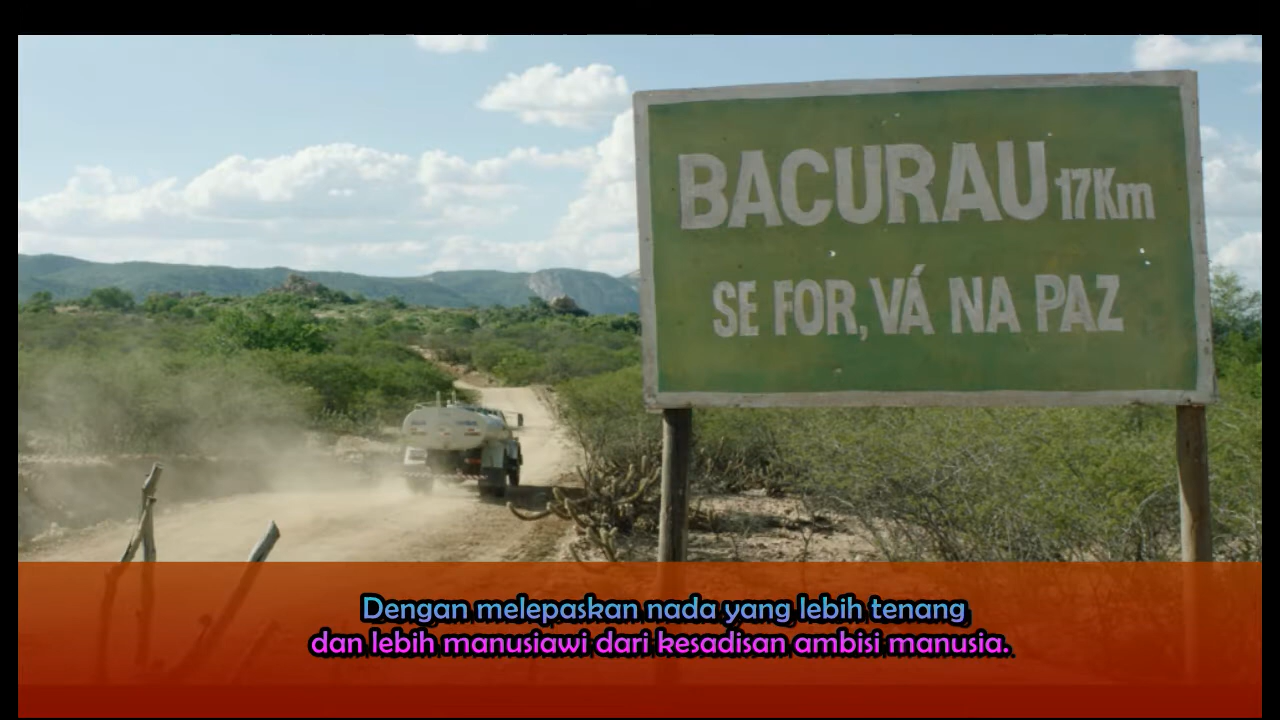 BACURAU 17Km
SE FOR, VÁ NA PAZ
Dengan melepaskan nada yang lebih tenang
dan lebih manusiawi dari kesadisan ambisi manusia.